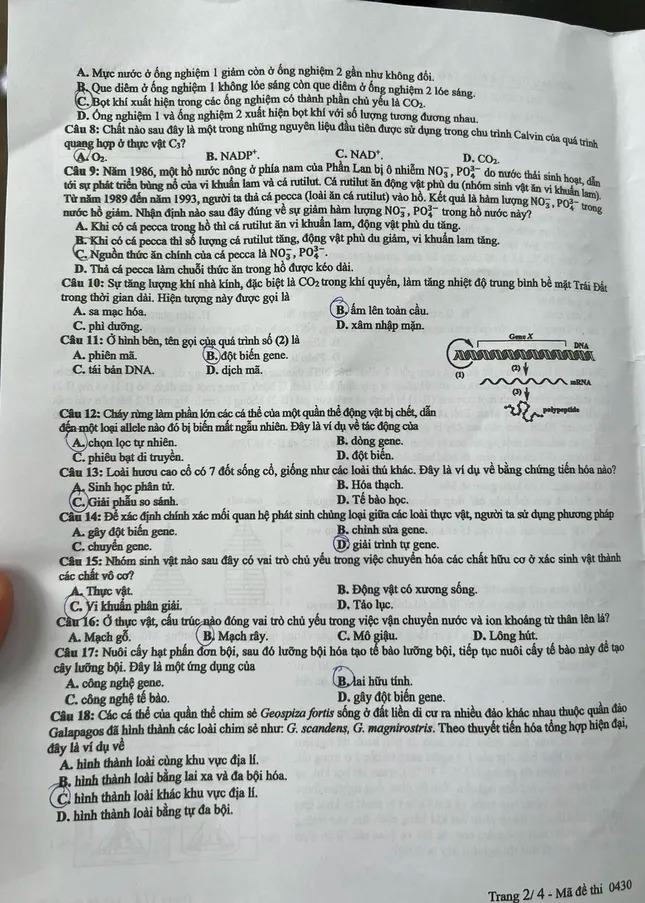 A. Mực nước ở ống nghiệm 1 giảm còn ở ống nghiệm 2 gần như không đổi.
B. Que diêm ở ống nghiệm 1 không lóe sáng còn que diêm ở ống nghiệm 2 lóe sáng.
C. Bọt khí xuất hiện trong các ống nghiệm có thành phần chủ yếu là CO₂.
D. Ống nghiệm 1 và ống nghiệm 2 xuất hiện bọt khí với số lượng tương đương nhau.
Câu 8: Chất nào sau đây là một trong những nguyên liệu đầu tiên được sử dụng trong chu trình Calvin của quá trình
quang hợp ở thực vật C₃?
A. O₂. B. NADP⁺. C. NAD⁺. D. CO₂.
Câu 9: Năm 1986, một hồ nước nông ở phía nam của Phần Lan bị ô nhiễm NO₃⁻, PO₄³⁻ do nước thải sinh hoạt, dẫn
tới sự phát triển bùng nổ của vi khuẩn lam và cá rutilut. Cá rutilut ăn động vật phù du (nhóm sinh vật ăn vi khuẩn lam).
Từ năm 1989 đến năm 1993, người ta thả cá pecca (loài ăn cá rutilut) vào hồ. Kết quả là hàm lượng NO₃⁻, PO₄³⁻ trong
nước hồ giảm. Nhận định nào sau đây đúng về sự giảm hàm lượng NO₃⁻, PO₄³⁻ trong hồ nước này?
A. Khi có cá pecca trong hồ thì cá rutilut ăn vi khuẩn lam, động vật phù du tăng.
B. Khi có cá pecca thì số lượng cá rutilut tăng, động vật phù du giảm, vi khuẩn lam tăng.
C. Nguồn thức ăn chính của cá pecca là NO₃⁻, PO₄³⁻.
D. Thả cá pecca làm chuỗi thức ăn trong hồ được kéo dài.
Câu 10: Sự tăng lượng khí nhà kính, đặc biệt là CO₂ trong khí quyển, làm tăng nhiệt độ trung bình bề mặt Trái Đất
trong thời gian dài. Hiện tượng này được gọi là
A. sa mạc hóa. B. ấm lên toàn cầu.
C. phì dưỡng. D. xâm nhập mặn.
Câu 11: Ở hình bên, tên gọi của quá trình số (2) là
A. phiên mã. B. đột biến gene.
C. tái bản DNA. D. dịch mã.
Gene X
DNA
(1) (2)
mRNA
(3)
polypeptide
Câu 12: Cháy rừng làm phần lớn các cá thể của một quần thể động vật bị chết, dẫn
đến một loại allele nào đó bị biến mất ngẫu nhiên. Đây là ví dụ về tác động của
A. chọn lọc tự nhiên. B. dòng gene.
C. phiêu bạt di truyền. D. đột biến.
Câu 13: Loài hươu cao cổ có 7 đốt sống cổ, giống như các loài thú khác. Đây là ví dụ về bằng chứng tiến hóa nào?
A. Sinh học phân tử. B. Hóa thạch.
C. Giải phẫu so sánh. D. Tế bào học.
Câu 14: Để xác định chính xác mối quan hệ phát sinh chủng loại giữa các loài thực vật, người ta sử dụng phương pháp
A. gây đột biến gene. B. chỉnh sửa gene.
C. chuyển gene. D. giải trình tự gene.
Câu 15: Nhóm sinh vật nào sau đây có vai trò chủ yếu trong việc chuyển hóa các chất hữu cơ ở xác sinh vật thành
các chất vô cơ?
A. Thực vật. B. Động vật có xương sống.
C. Vi khuẩn phân giải. D. Tảo lục.
Câu 16: Ở thực vật, cấu trúc nào đóng vai trò chủ yếu trong việc vận chuyển nước và ion khoáng từ thân lên lá?
A. Mạch gỗ. B. Mạch rây. C. Mô giậu. D. Lông hút.
Câu 17: Nuôi cấy hạt phấn đơn bội, sau đó lưỡng bội hóa tạo tế bào lưỡng bội, tiếp tục nuôi cấy tế bào này để tạo
cây lưỡng bội. Đây là một ứng dụng của
A. công nghệ gene. B. lai hữu tính.
C. công nghệ tế bào. D. gây đột biến gene.
Câu 18: Các cá thể của quần thể chim sẻ Geospiza fortis sống ở đất liền di cư ra nhiều đảo khác nhau thuộc quần đảo
Galapagos đã hình thành các loài chim sẻ như: G. scandens, G. magnirostris. Theo thuyết tiến hóa tổng hợp hiện đại,
đây là ví dụ về
A. hình thành loài cùng khu vực địa lí.
B. hình thành loài bằng lai xa và đa bội hóa.
C. hình thành loài khác khu vực địa lí.
D. hình thành loài bằng tự đa bội.
Trang 2/ 4 - Mã đề thi 0430